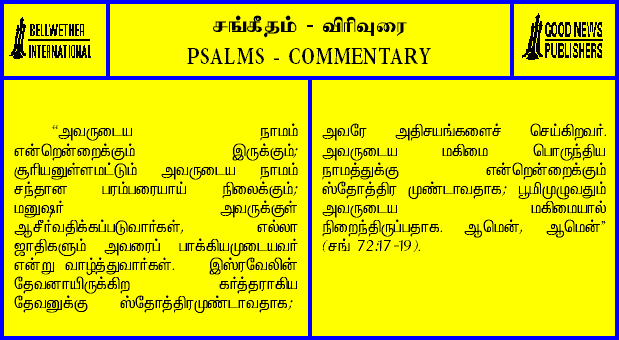 BELLWETHER
INTERNATIONAL
சங்கீதம் - விரிவுரை
PSALMS - COMMENTARY
GOOD NEWS
PUBLISHERS
“அவருடைய நாமம்
என்றென்றைக்கும் இருக்கும்;
சூரியனுள்ளமட்டும் அவருடைய நாமம்
சந்தான பரம்பரையாய் நிலைக்கும்;
மனுஷர் அவருக்குள்
ஆசீர்வதிக்கப்படுவார்கள், எல்லா
ஜாதிகளும் அவரைப் பாக்கியமுடையவர்
என்று வாழ்த்துவார்கள். இஸ்ரவேலின்
தேவனாயிருக்கிற கர்த்தராகிய
தேவனுக்கு ஸ்தோத்திரமுண்டாவதாக;
அவரே அதிசயங்களைச் செய்கிறவர்.
அவருடைய மகிமை பொருந்திய
நாமத்துக்கு என்றென்றைக்கும்
ஸ்தோத்திர முண்டாவதாக; பூமிமுழுவதும்
அவருடைய மகிமையால்
நிறைந்திருப்பதாக. ஆமென், ஆமென்”
(சங் 72:17-19).